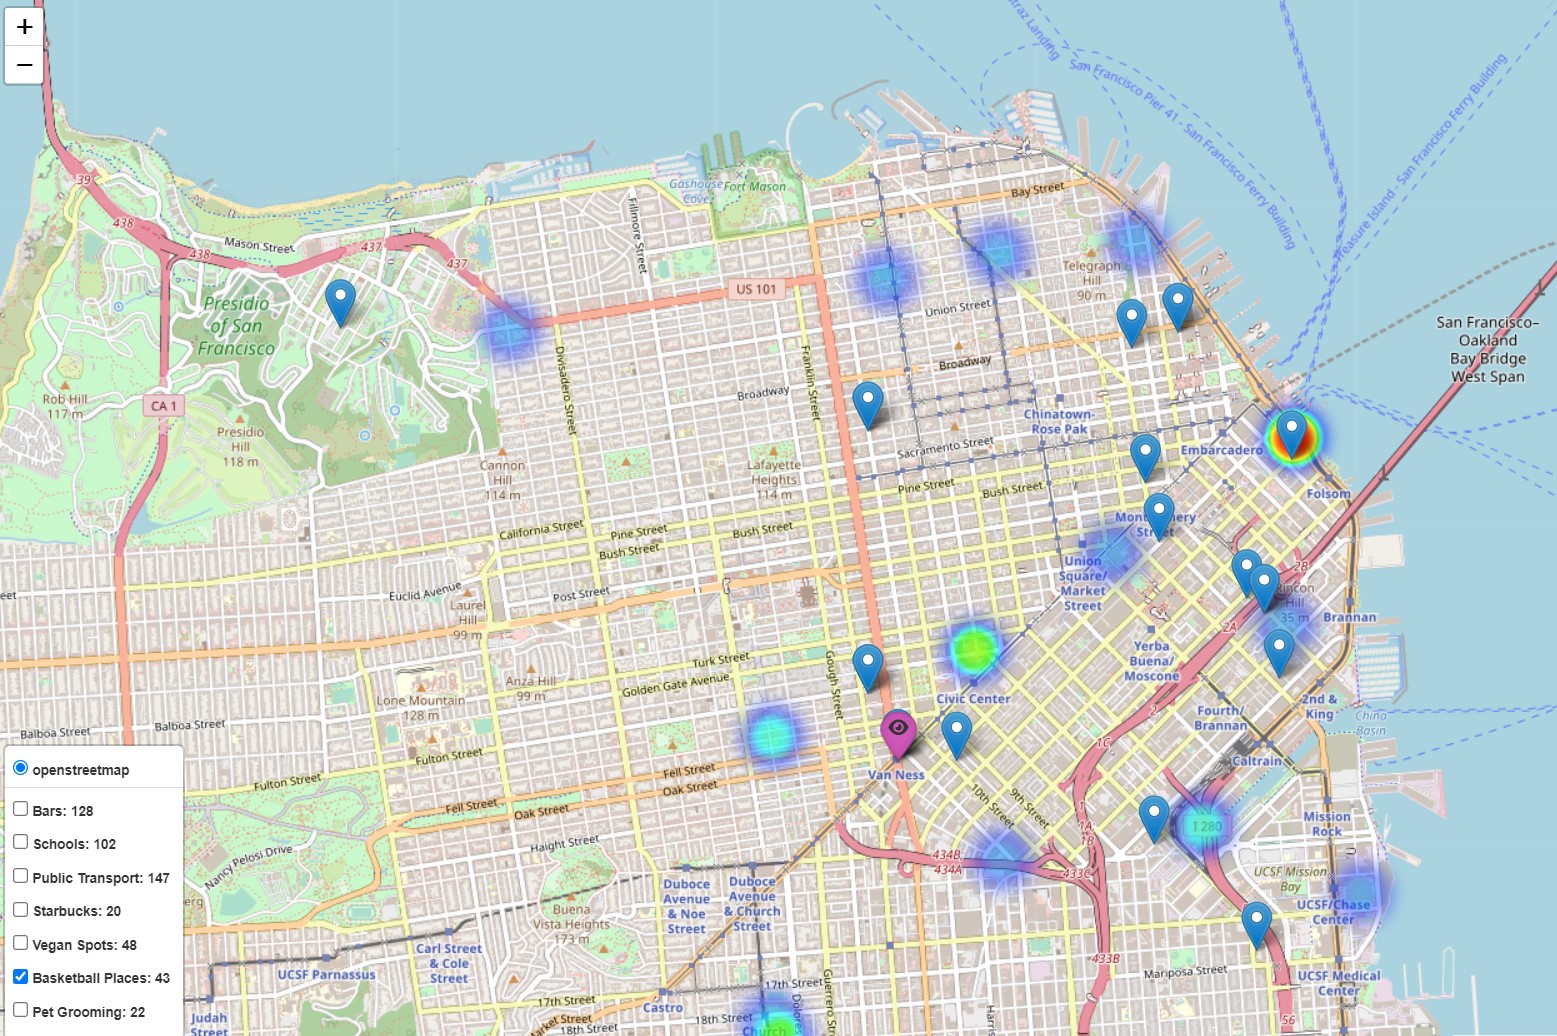 +
−
39
438
438
Mason Street
437
437
Presidio
of San
Francisco
Rob Hill
117 m
CA 1
Presidio
Hill
118 m
Gashouse
Cove
Fort Mason
Fillmore Street
US 101
Divisadero Street
Franklin Street
Bay Street
Telegraph
Hill
90 m
Union Street
Broadway
Broadway
San Francisco Pier 41 - San Francisco Ferry Building
Treasure Island - San Francisco Ferry Building
San Francisco–
Oakland
Bay Bridge
West Span
Chinatown-
Rose Pak
Sacramento Street
Embarcadero
Folsom
Cannon
Hill
114 m
Lafayette
Heights
114 m
Pine Street
Bush Street
California Street
Pine Street
Bush Street
Bush Street
Street
Union
Square/
Market
Street
Euclid Avenue
Post Street
Laurel
Hill
99 m
2B
Hill
35 m
Brannan
2A
Yerba
Buena/
Moscone
Turk Street
Golden Gate Avenue
Gough Street
Anza Hill
99 m
Lone Mountain
128 m
Civic Center
2
Fourth/
Brannan
2nd &
King
China
Basin
Balboa Street
Balboa Street
Fulton Street
Fulton Street
Fell Street
Oak Street
Van Ness
1C
Caltrain
Fell Street
Oak Street
10th Street
9th Street
1A
1B
I 280
Mission
Rock
Haight Street
Nancy Pelosi Drive
434B
434A
433C
UCSF Mission
Bay
UCSF/Chase
Center
Duboce
Avenue
& Noe
Street
Duboce
Avenue
& Church
Street
Buena
Vista Heights
173 m
Carl Street
& Cole
Street
UCSF Parnassus
433B
Mariposa Street
UCSF Medical
Center
17th Street
17th Street
Castro
Guerrero Street
Judah
Street
Market Street
18th Street
18th Street
Church
56
openstreetmap
Bars: 128
Schools: 102
Public Transport: 147
Starbucks: 20
Vegan Spots: 48
Basketball Places: 43
Pet Grooming: 22